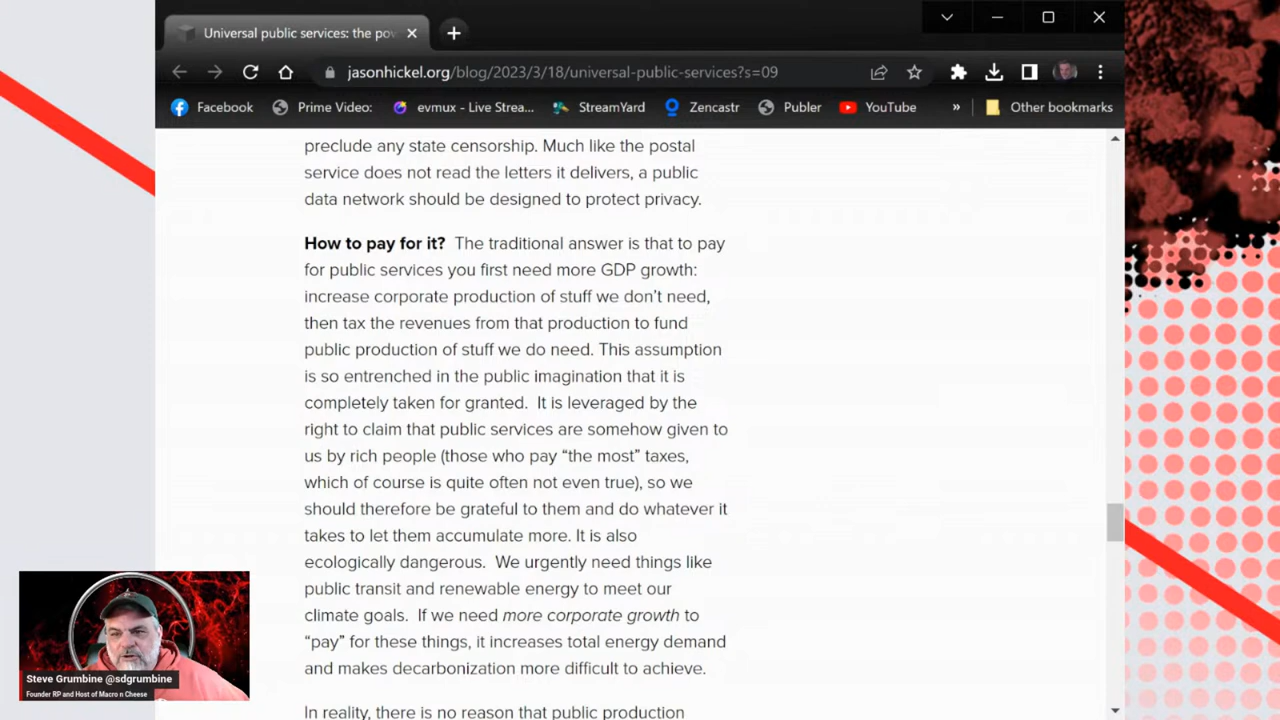 Universal public services: the pow
jasonhickel.org/blog/2023/3/18/universal-public-services?s=09
Facebook
Prime Video:
evmux - Live Strea...
StreamYard
Zencastr
Publer
YouTube
»
Other bookmarks
preclude any state censorship. Much like the postal
service does not read the letters it delivers, a public
data network should be designed to protect privacy.
How to pay for it? The traditional answer is that to pay
for public services you first need more GDP growth:
increase corporate production of stuff we don't need,
then tax the revenues from that production to fund
public production of stuff we do need. This assumption
is so entrenched in the public imagination that it is
completely taken for granted. It is leveraged by the
right to claim that public services are somehow given to
us by rich people (those who pay “the most” taxes,
which of course is quite often not even true), so we
should therefore be grateful to them and do whatever it
takes to let them accumulate more. It is also
ecologically dangerous. We urgently need things like
public transit and renewable energy to meet our
climate goals. If we need more corporate growth to
“pay” for these things, it increases total energy demand
and makes decarbonization more difficult to achieve.
In reality, there is no reason that public production
Steve Grumbine @sdgrumbine
Founder RP and Host of Macro n Cheese